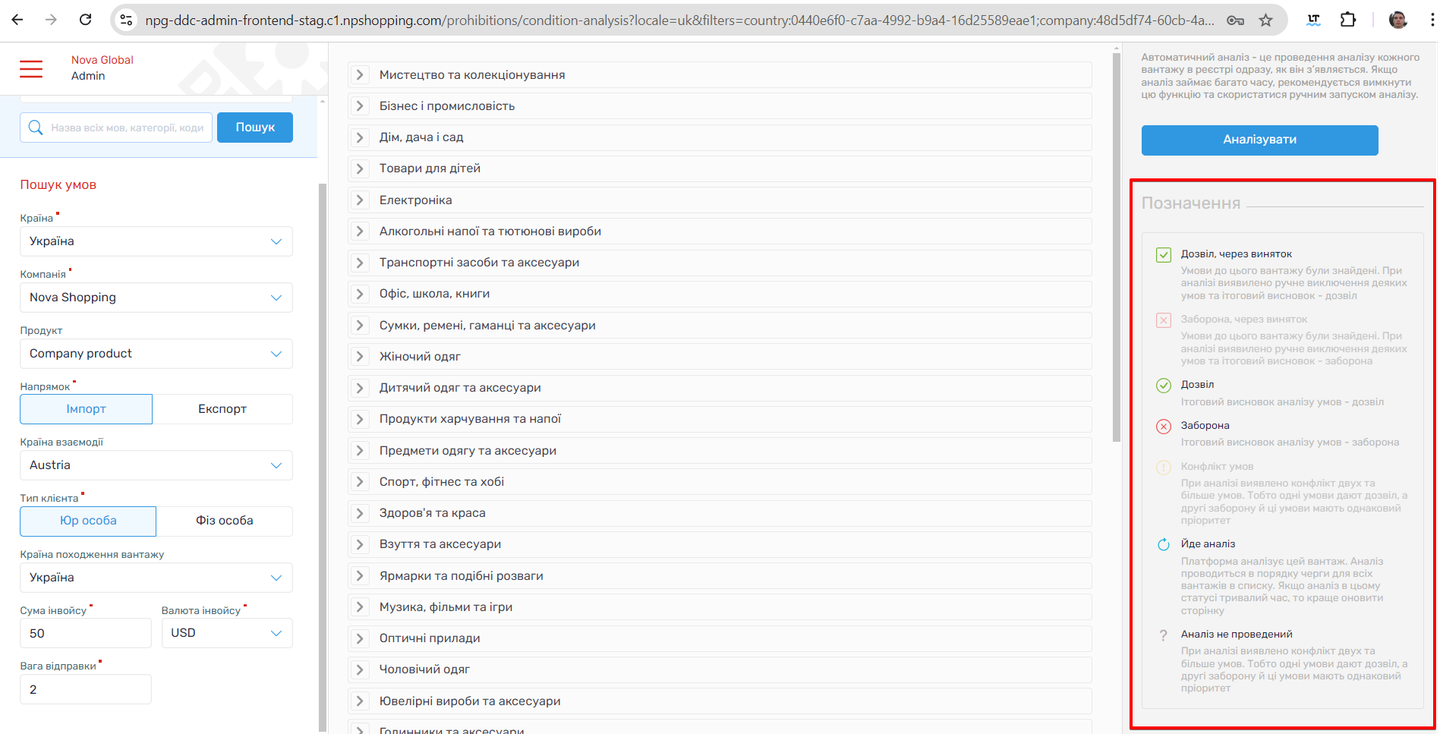 npg-ddc-admin-frontend-stag.c1.npshopping.com/prohibitions/condition-analysis?locale=uk&filters=country:0440e6f0-c7aa-4992-b9a4-16d25589eae1;company:48d5df74-60cb-4a...
Nova Global
Admin
Назва всіх мов, категорії, коди
Пошук
Пошук умов
Країна
Україна
Компанія
Nova Shopping
Продукт
Company product
Напрямок
Імпорт
Експорт
Країна взаємодії
Austria
Тип клієнта
Юр особа
Фіз особа
Країна походження вантажу
Україна
Сума інвойсу
Валюта інвойсу
50
USD
Вага відправки
2
Мистецтво та колекціонування
Бізнес і промисловість
Дім, дача і сад
Товари для дітей
Електроніка
Алкогольні напої та тютюнові вироби
Транспортні засоби та аксесуари
Офіс, школа, книги
Сумки, ремені, гаманці та аксесуари
Жіночий одяг
Дитячий одяг та аксесуари
Продукти харчування та напої
Предмети одягу та аксесуари
Спорт, фітнес та хобі
Здоров'я та краса
Взуття та аксесуари
Ярмарки та подібні розваги
Музика, фільми та ігри
Оптичні прилади
Чоловічий одяг
Ювелірні вироби та аксесуари
Годинники та аксесуари
Автоматичний аналіз - це проведення аналізу кожного
вантажу в реєстрі одразу, як він з'являється. Якщо
аналіз займає багато часу, рекомендується вимкнути
цю функцію та скористатися ручним запуском аналізу.
Аналізувати
Позначення
Дозвіл, через виняток
Умови до цього вантажу були знайдені. При
аналізі виявилено ручне виключення деяких
умов та ітоговий висновок - дозвіл
Заборона, через виняток
Умови до цього вантажу були знайдені. При
аналізі виявилено ручне виключення деяких
умов та ітоговий висновок - заборона
Дозвіл
Ітоговий висновок аналізу умов - дозвіл
Заборона
Ітоговий висновок аналізу умов - заборона
Конфлікт умов
При аналізі виявлено конфлікт двух та
більше умов. Тобто одні умови дают дозвіл, а
другі заборону й ці умови мають однаковий
пріоритет
Йде аналіз
Платформа аналізує цей вантаж. Аналіз
проводиться в порядку черги для всіх
вантажів в списку. Якщо аналіз в цьому
статусі тривалий час, то краще оновити
сторінку
Аналіз не проведений
При аналізі виявлено конфлікт двух та
більше умов. Тобто одні умови дают дозвіл, а
другі заборону й ці умови мають однаковий
пріоритет